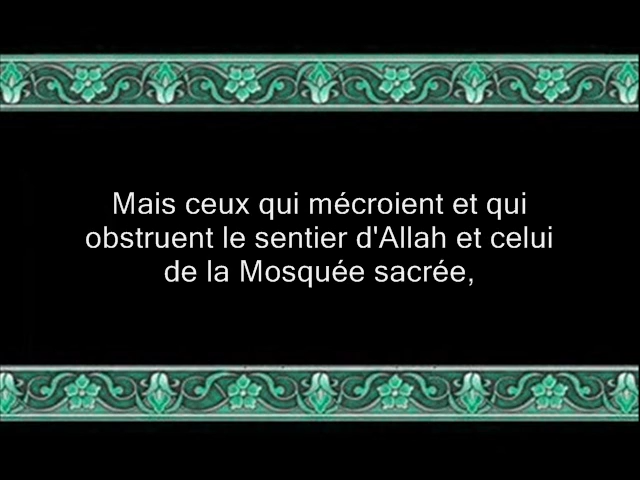 Mais ceux qui mécroient et qui
obstruent le sentier d'Allah et celui
de la Mosquée sacrée,